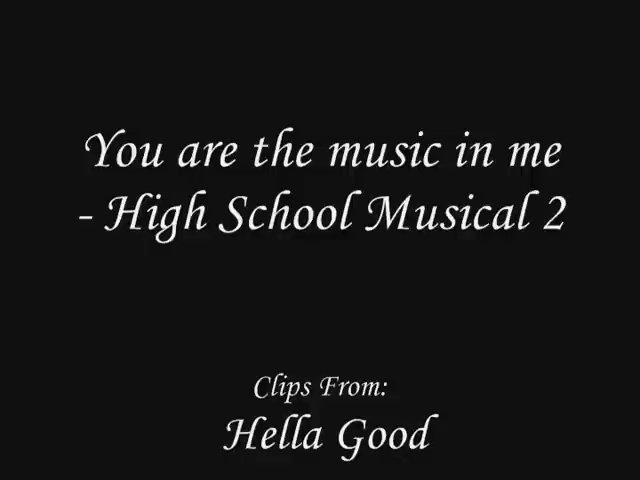 You are the music in me
- High School Musical 2
Clips From:
Hella Good